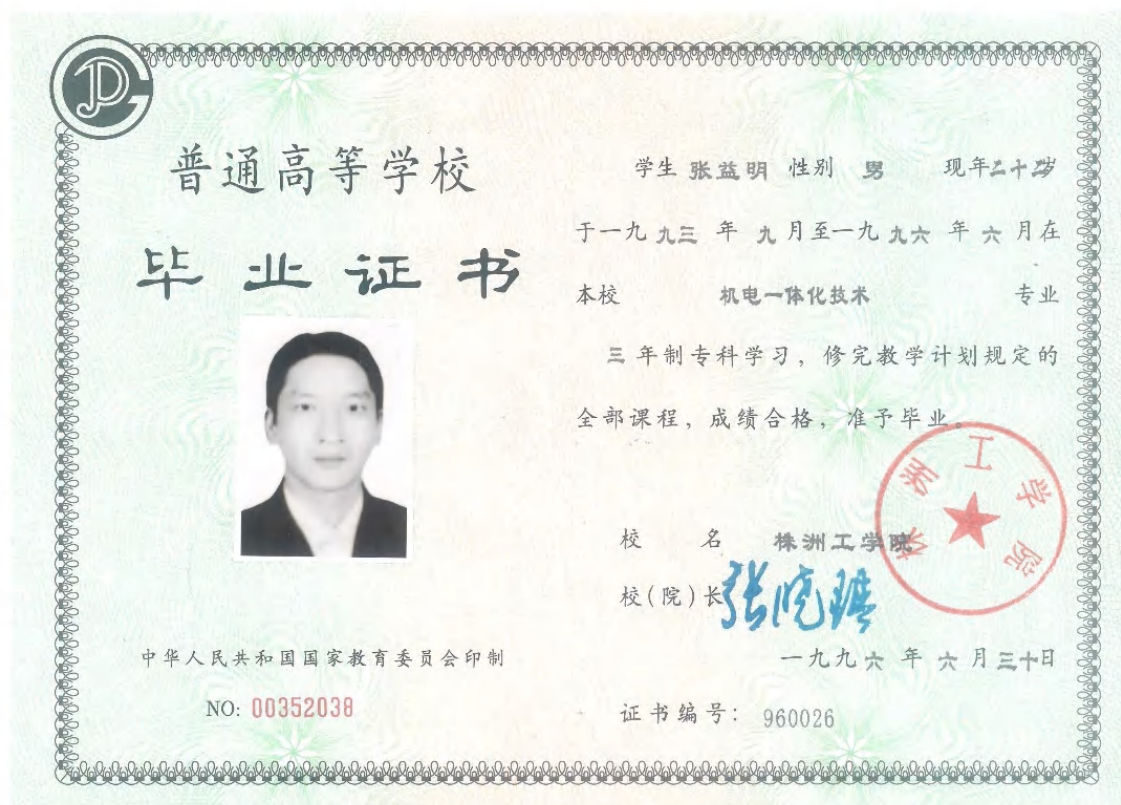 普通高等学校
毕业证书
中华人民共和国国家教育委员会印制
NO: 00352038
学生 张益明 性别 男 现年二十岁
于一九九三年九月至一九九六年六月在
本校 机电一体化技术 专业
三年制专科学习，修完教学计划规定的
全部课程，成绩合格，准予毕业。
校 名 株洲工学院
校(院)长
一九九六年六月三十日
证书编号： 960026
株洲工学院